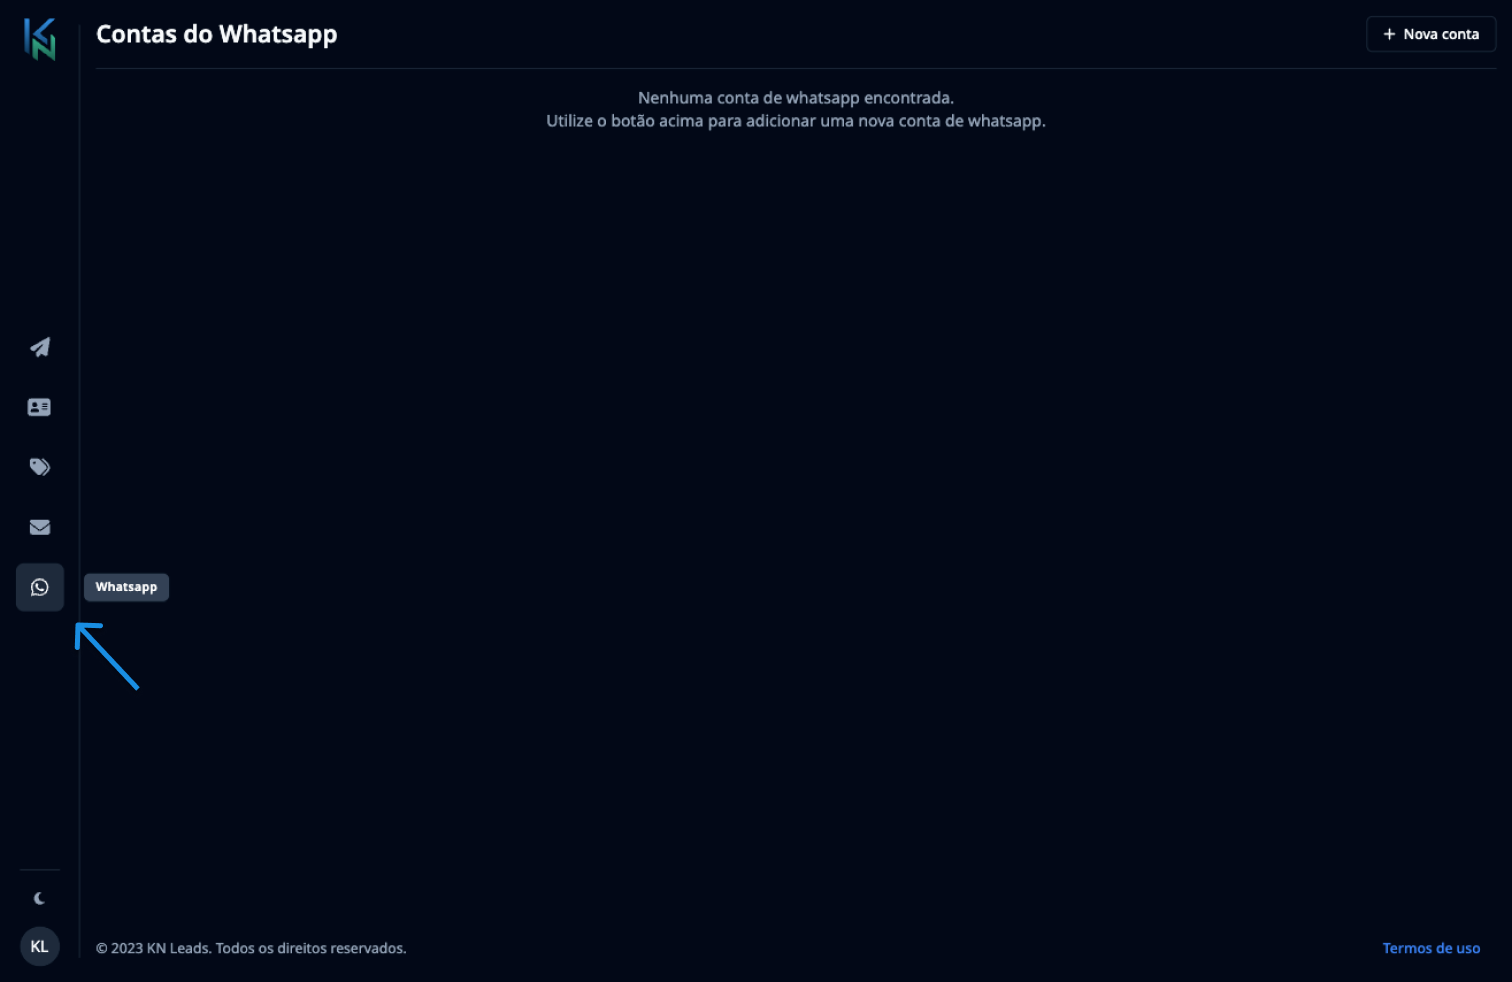 KN
Contas do Whatsapp
+ Nova conta
Nenhuma conta de whatsapp encontrada.
Utilize o botão acima para adicionar uma nova conta de whatsapp.
Whatsapp
KL
© 2023 KN Leads. Todos os direitos reservados.
Termos de uso